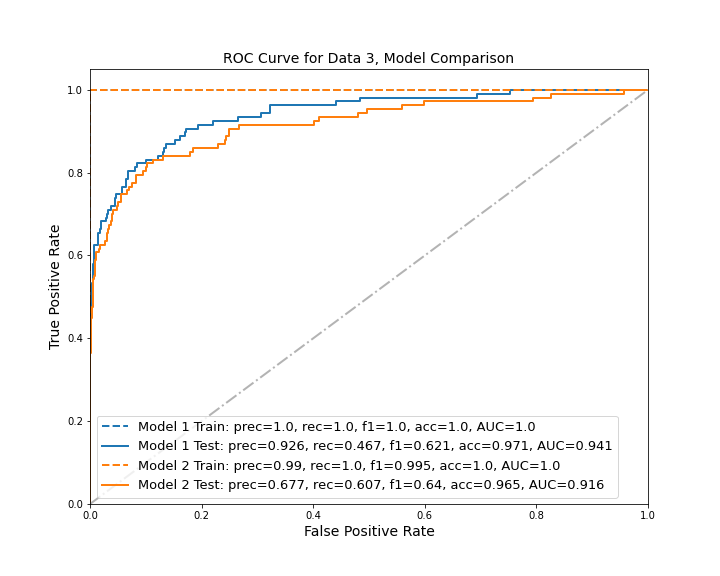 ROC Curve for Data 3, Model Comparison
True Positive Rate
1.0
0.8
0.6
0.4
0.2
0.0
Model 1 Train: prec=1.0, rec=1.0, f1=1.0, acc=1.0, AUC=1.0
Model 1 Test: prec=0.926, rec=0.467, f1=0.621, acc=0.971, AUC=0.941
Model 2 Train: prec=0.99, rec=1.0, f1=0.995, acc=1.0, AUC=1.0
Model 2 Test: prec=0.677, rec=0.607, f1=0.64, acc=0.965, AUC=0.916
0.0 0.2 0.4 0.6 0.8 1.0
False Positive Rate